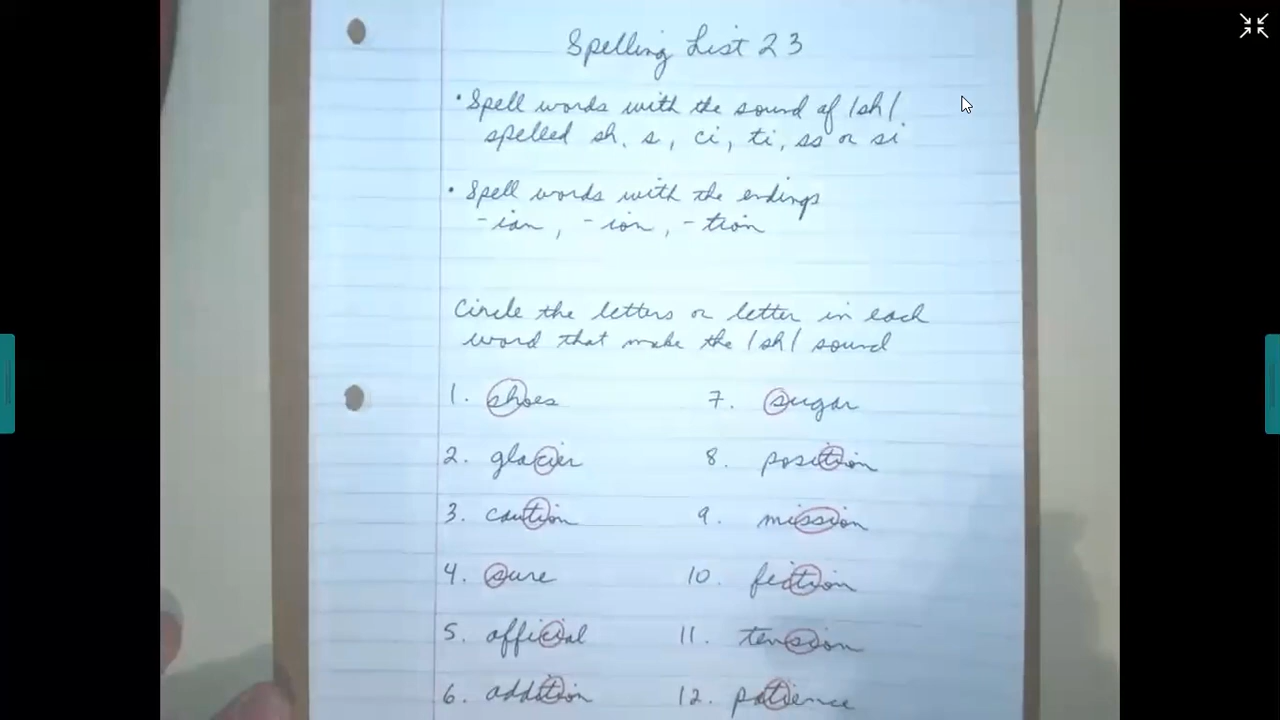 Spelling List 23
• Spell words with the sound of /sh/
spelled sh, s, ci, ti, ss or si.
• Spell words with the endings
-ian, -ion, -tion
Circle the letters or letter in each
word that make the /sh/ sound
1. shoes
2. glacier
3. caution
4. sure
5. official
6. addition
7. sugar
8. position
9. mission
10. fiction
11. tension
12. patience